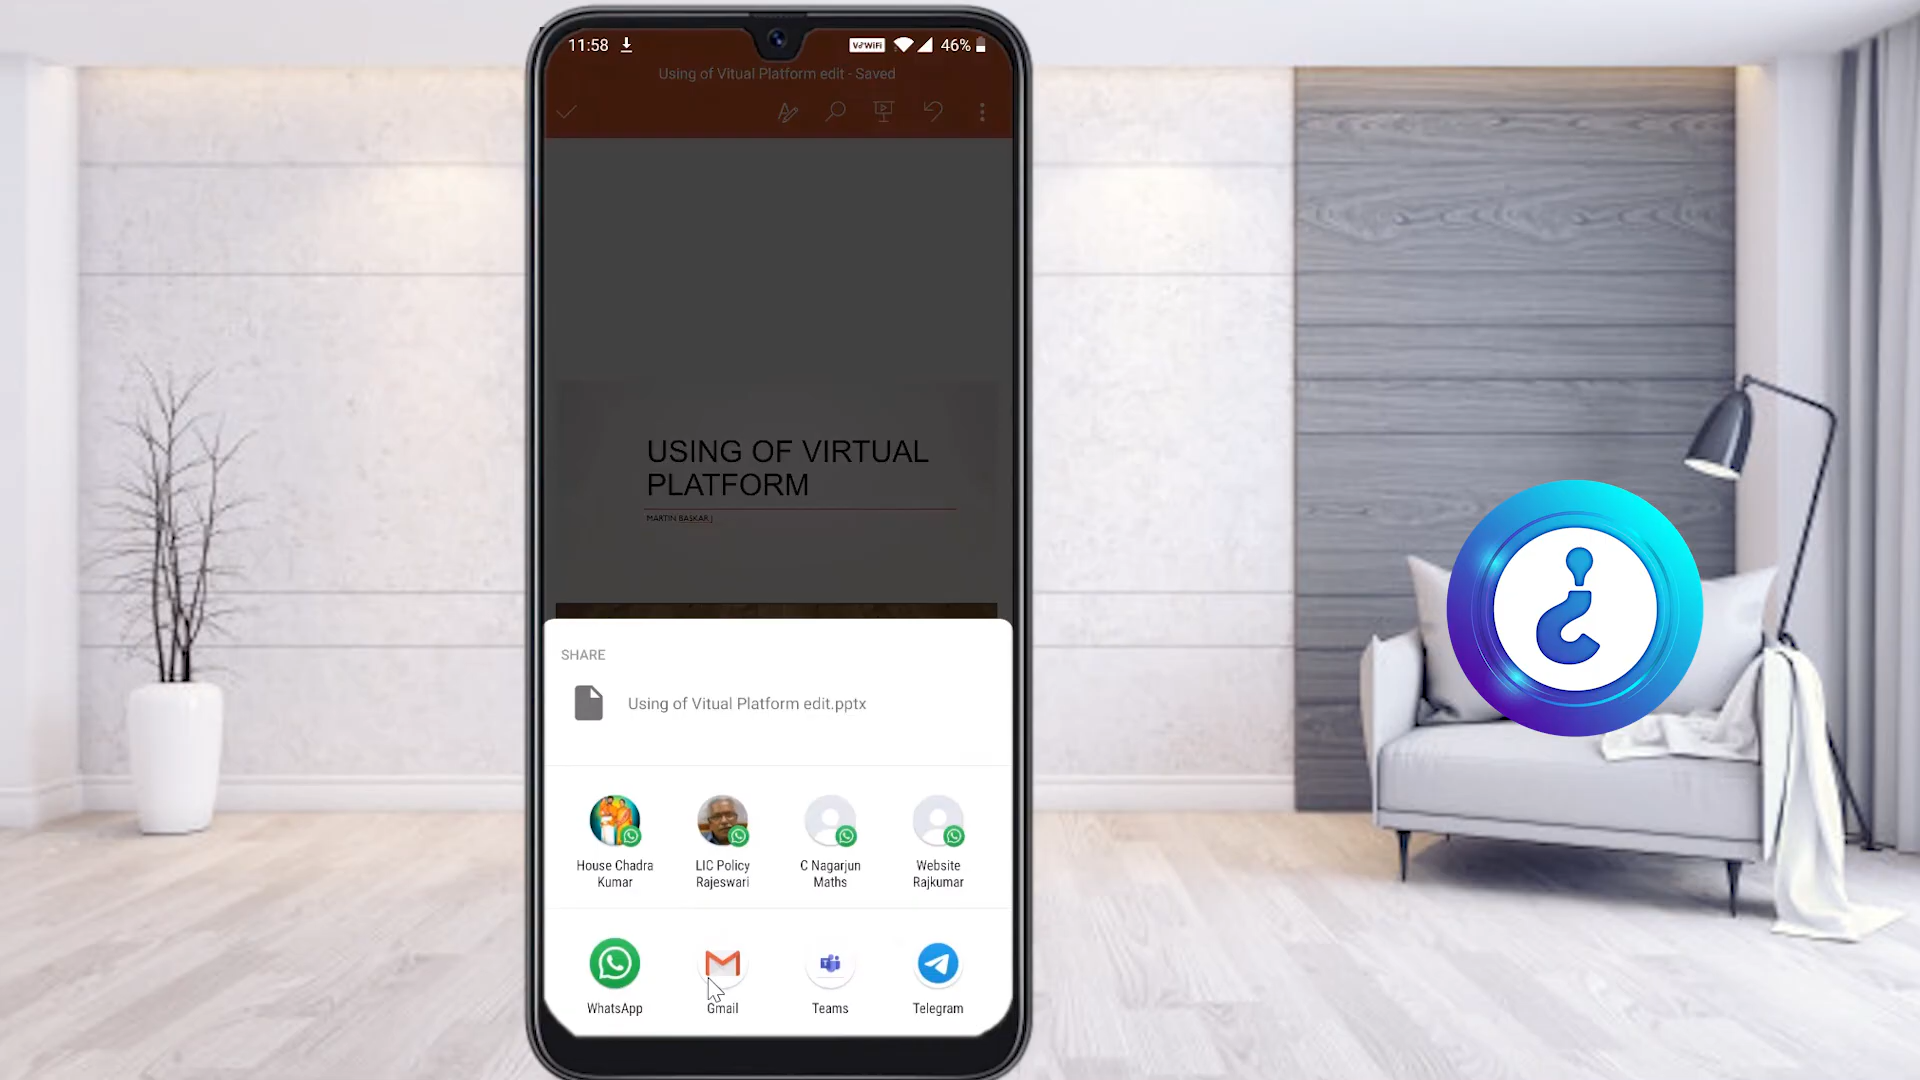 11:58
VoWiFi
46%
Using of Vitual Platform edit - Saved
USING OF VIRTUAL
PLATFORM
MARTIN BASKAR J
SHARE
Using of Vitual Platform edit.pptx
House Chadra
Kumar
LIC Policy
Rajeswari
C Nagarjun
Maths
Website
Rajkumar
WhatsApp
Gmail
Teams
Telegram